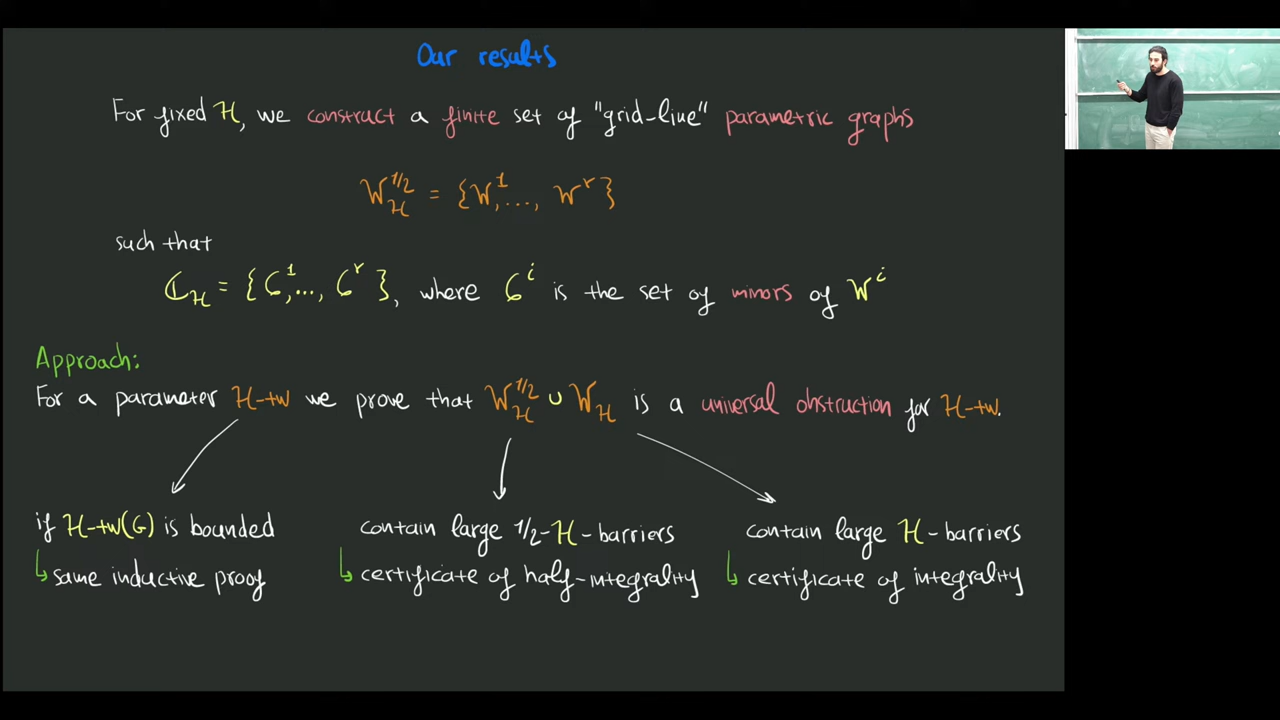 Our results
For fixed H, we construct a finite set of "grid-like" parametric graphs
W_H^{1/2} = {W^1, ..., W^r}
such that
ℂ_H = {G^1, ..., G^r}, where G^i is the set of minors of W^i
Approach:
For a parameter H-tw we prove that W_H^{1/2} ∪ W_H is a universal obstruction for H-tw.
if H-tw(G) is bounded
↳ same inductive proof
contain large 1/2-H-barriers
↳ certificate of half-integrality
contain large H-barriers
↳ certificate of integrality